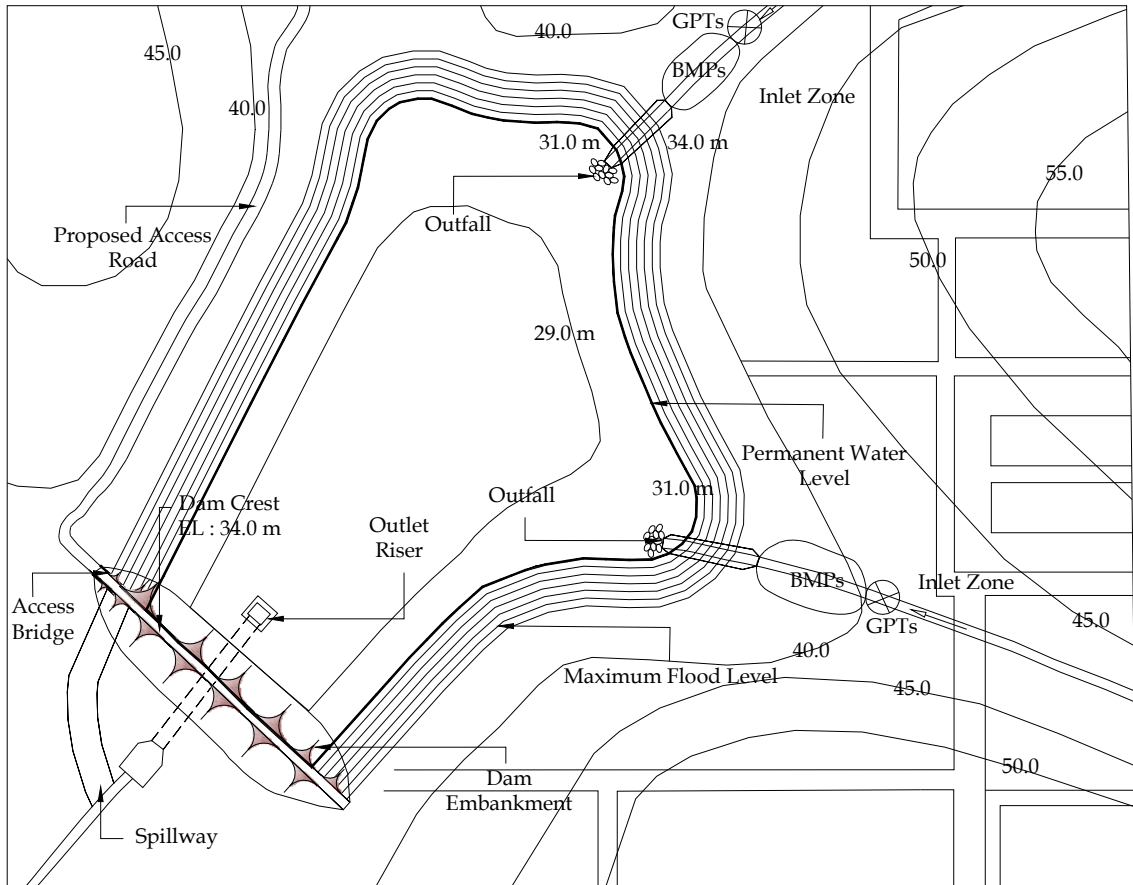 GPTs
40.0
45.0
BMPs
Inlet Zone
40.0
31.0 m
34.0 m
55.0
Outfall
Proposed Access
Road
50.0
29.0 m
Permanent Water
Level
31.0 m
Outfall
Dam Crest
EL : 34.0 m
Outlet
Riser
BMPs
Inlet Zone
Access
Bridge
GPTs
45.0
40.0
Maximum Flood Level
45.0
50.0
Dam
Embankment
Spillway